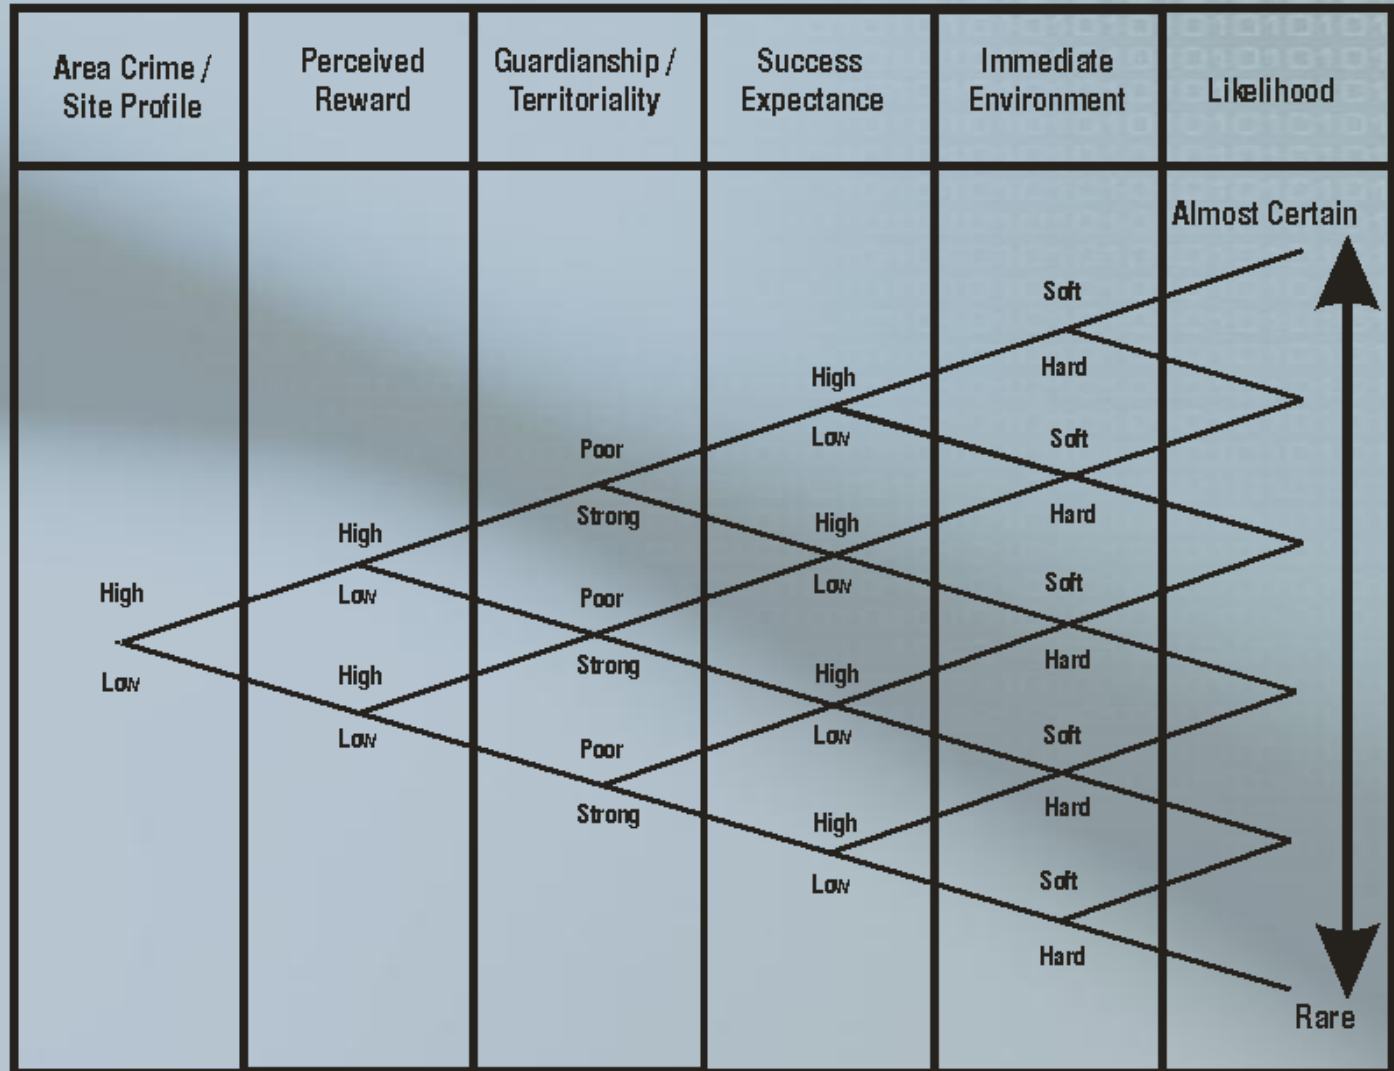 Area Crime /
Site Profile
Perceived
Reward
Guardianship /
Territoriality
Success
Expectance
Immediate
Environment
Likelihood
Almost Certain
Soft
Hard
High
Low
Soft
Poor
Hard
Strong
High
High
Low
Soft
Low
Poor
High
Hard
Strong
High
High
Low
Low
Soft
Low
Poor
Hard
Strong
High
Low
Soft
Hard
Rare